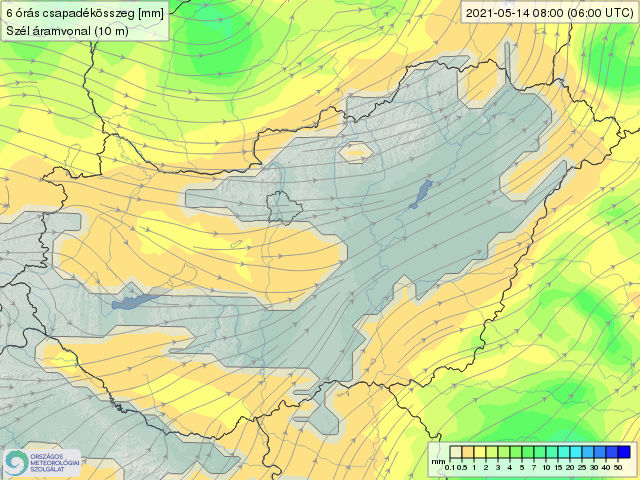 6 órás csapadékösszeg [mm]
Szél áramvonal (10 m)
2021-05-14 08:00 (06:00 UTC)
ORSZÁGOS
METEOROLÓGIAI
SZOLGÁLAT
mm
0.1 0.5 1 2 3 4 5 7 10 15 20 25 30 40 50